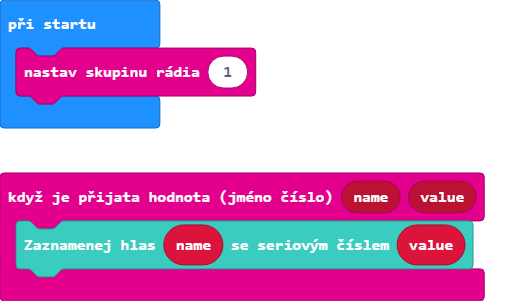 při startu
nastav skupinu rádia 1
když je přijata hodnota (jméno číslo) name value
Zaznamenej hlas name se seriovým číslem value